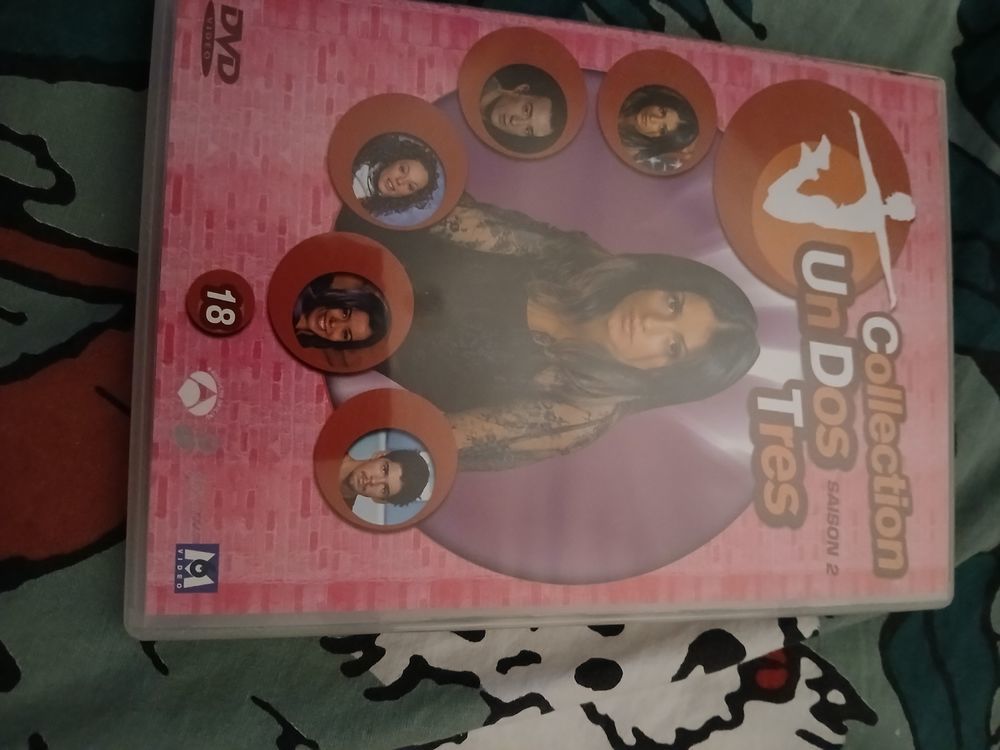 Collection
Un Dos
Tres
SAISON 2
18
DVD
VIDEO
M6
VIDEO